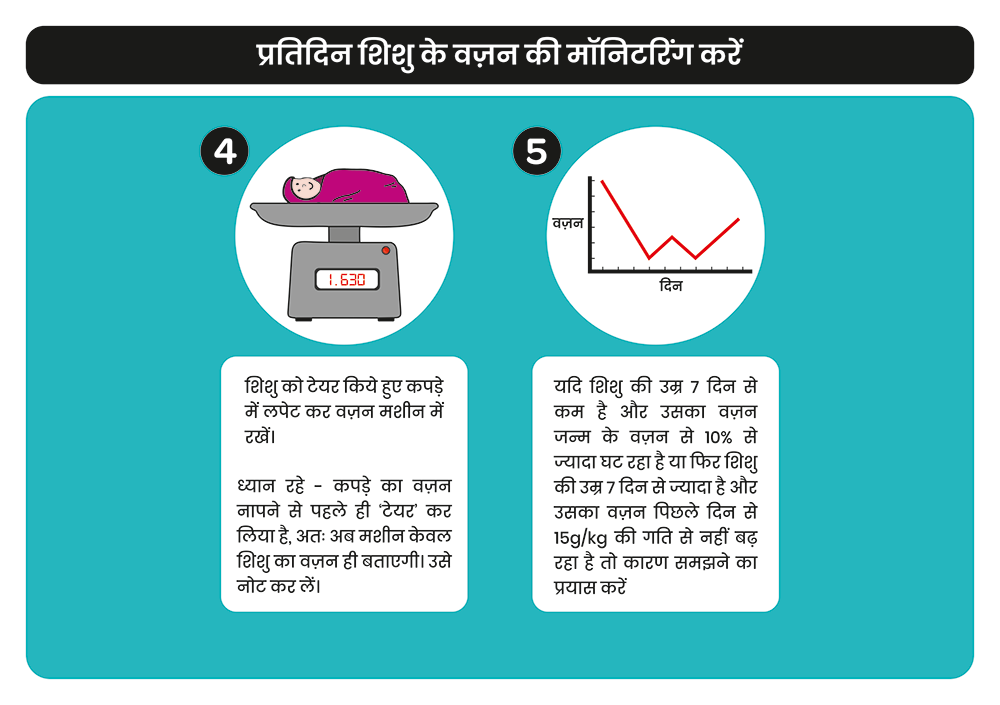 प्रतिदिन शिशु के वज़न की मॉनिटरिंग करें
4
1.630
शिशु को टेयर किये हुए कपड़े
में लपेट कर वज़न मशीन में
रखें।
ध्यान रहे - कपड़े का वज़न
नापने से पहले ही ‘टेयर’ कर
लिया है, अतः अब मशीन केवल
शिशु का वज़न ही बताएगी। उसे
नोट कर लें।
5
वज़न
दिन
यदि शिशु की उम्र 7 दिन से
कम है और उसका वज़न
जन्म के वज़न से 10% से
ज्यादा घट रहा है या फिर शिशु
की उम्र 7 दिन से ज्यादा है और
उसका वज़न पिछले दिन से
15g/kg की गति से नहीं बढ़
रहा है तो कारण समझने का
प्रयास करें